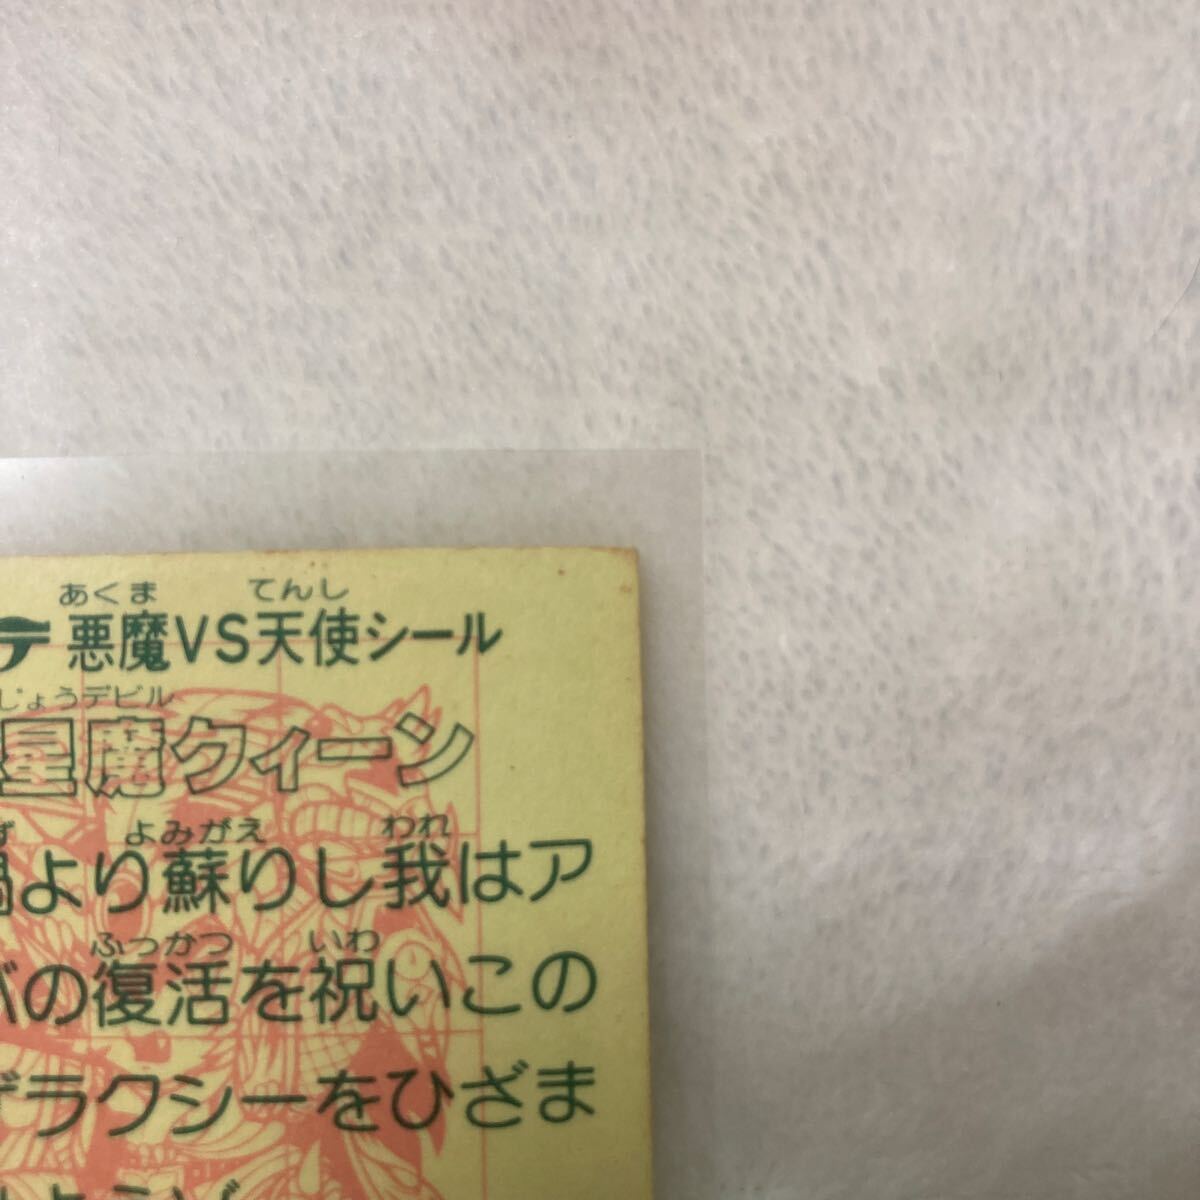 あくま てんし
悪魔VS天使シール
じょうデビル
星魔クィーン
よみがえ われ
より蘇りし我はア
ふっかつ いわ
バの復活を祝いこの
ラクシーをひざま